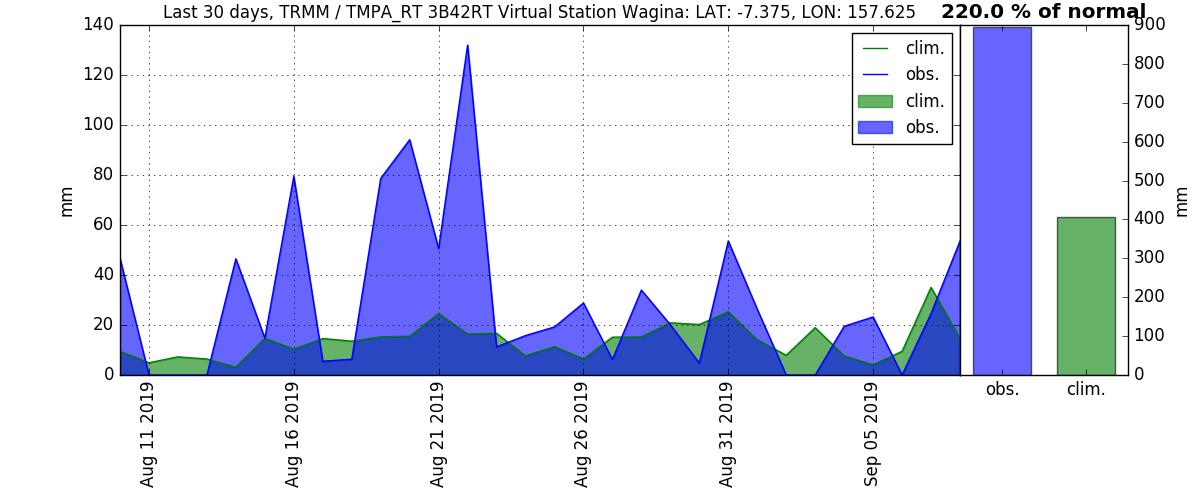 Last 30 days, TRMM / TMPA_RT 3B42RT Virtual Station Wagina: LAT: -7.375, LON: 157.625
220.0 % of normal
140
120
100
80
60
40
20
0
mm
clim.
obs.
clim.
obs.
900
800
700
600
500
400
300
200
100
0
mm
Aug 11 2019
Aug 16 2019
Aug 21 2019
Aug 26 2019
Aug 31 2019
Sep 05 2019
obs.
clim.